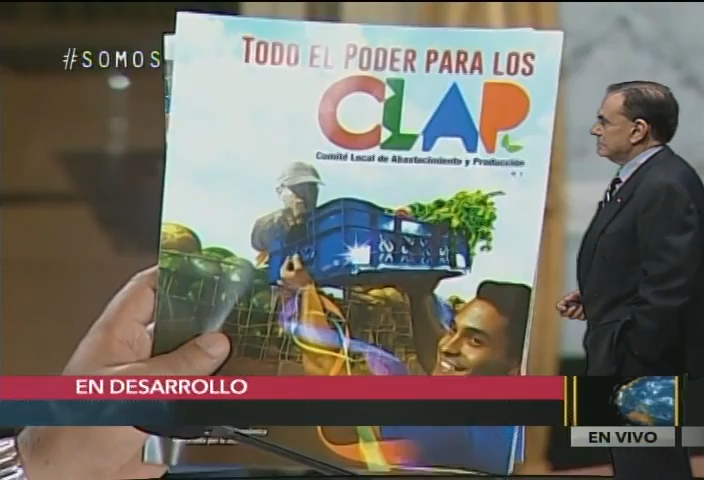 #SOMOS
TODO EL PODER PARA LOS
CLAP
Comité Local de Abastecimiento y Producción
EN DESARROLLO
EN VIVO